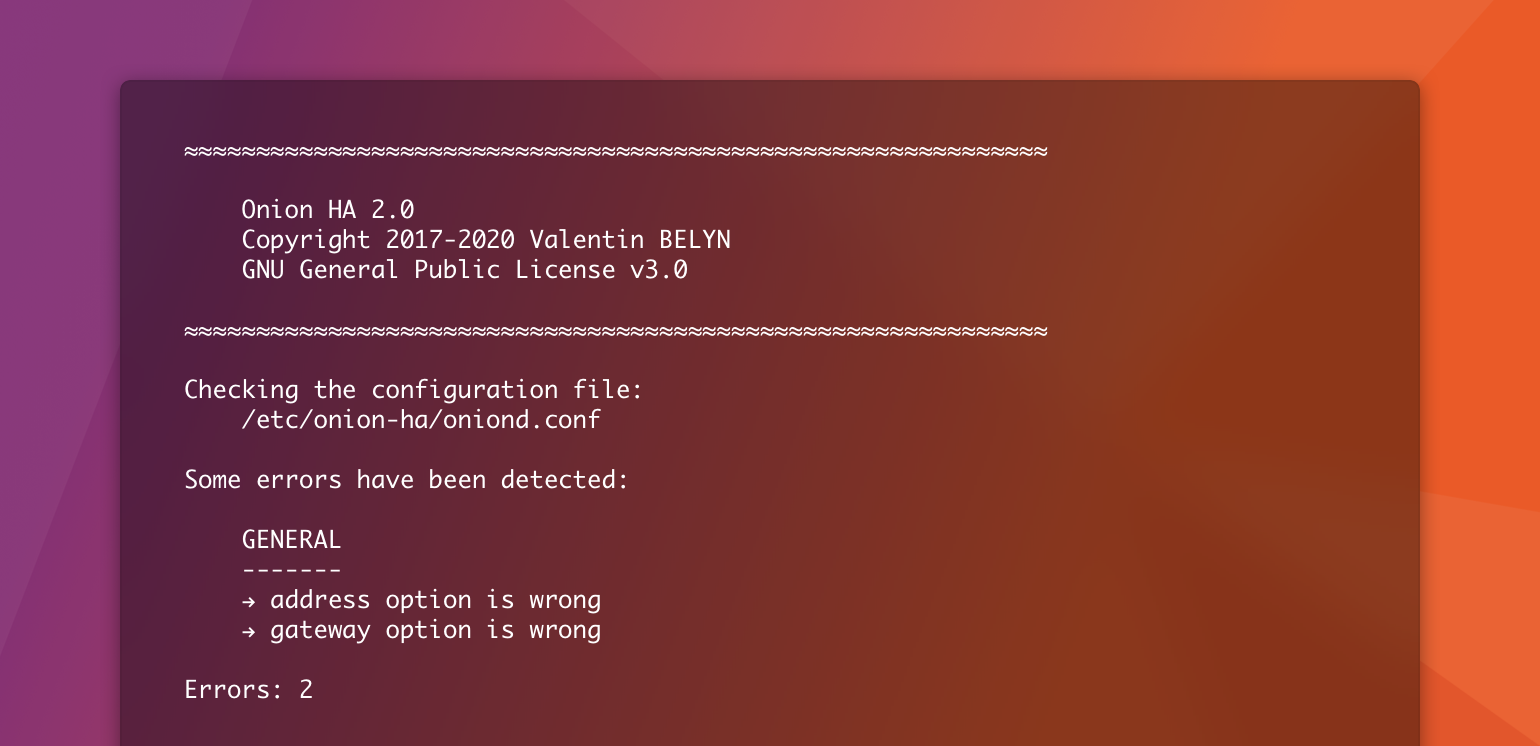 ≈≈≈≈≈≈≈≈≈≈≈≈≈≈≈≈≈≈≈≈≈≈≈≈≈≈≈≈≈≈≈≈≈≈≈≈≈≈≈≈≈≈≈≈≈≈≈≈≈≈≈≈≈≈≈≈≈≈≈≈
Onion HA 2.0
Copyright 2017-2020 Valentin BELYN
GNU General Public License v3.0
≈≈≈≈≈≈≈≈≈≈≈≈≈≈≈≈≈≈≈≈≈≈≈≈≈≈≈≈≈≈≈≈≈≈≈≈≈≈≈≈≈≈≈≈≈≈≈≈≈≈≈≈≈≈≈≈≈≈≈≈
Checking the configuration file:
/etc/onion-ha/oniond.conf
Some errors have been detected:
GENERAL
-------
→ address option is wrong
→ gateway option is wrong
Errors: 2